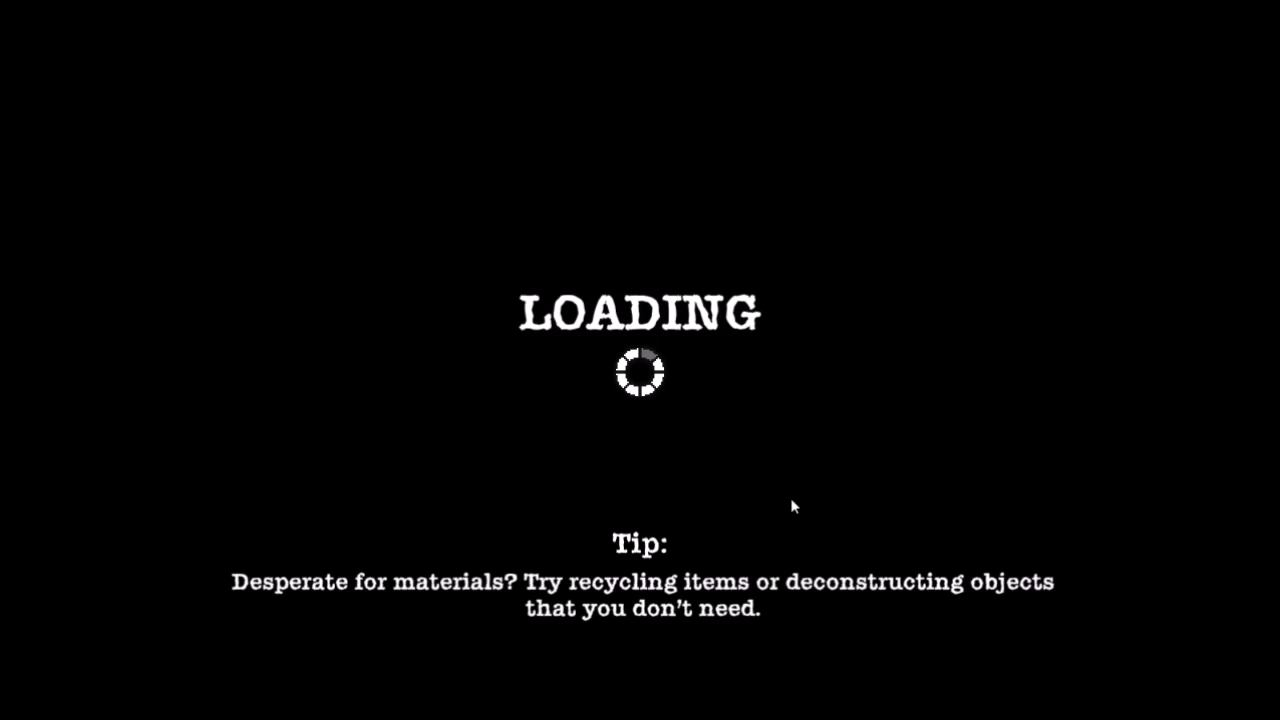 LOADING
Tip:
Desperate for materials? Try recycling items or deconstructing objects
that you don't need.